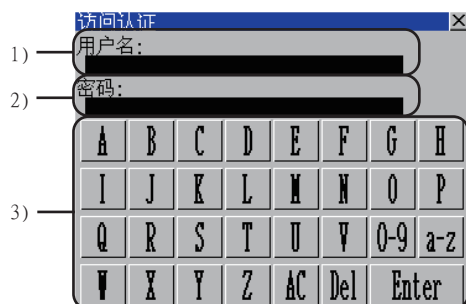 访问认证 ×
1) 用户名:
2) 密码:
3)
A B C D E F G H
I J K L M N O P
Q R S T U V 0-9 a-z
W X Y Z AC Del Enter